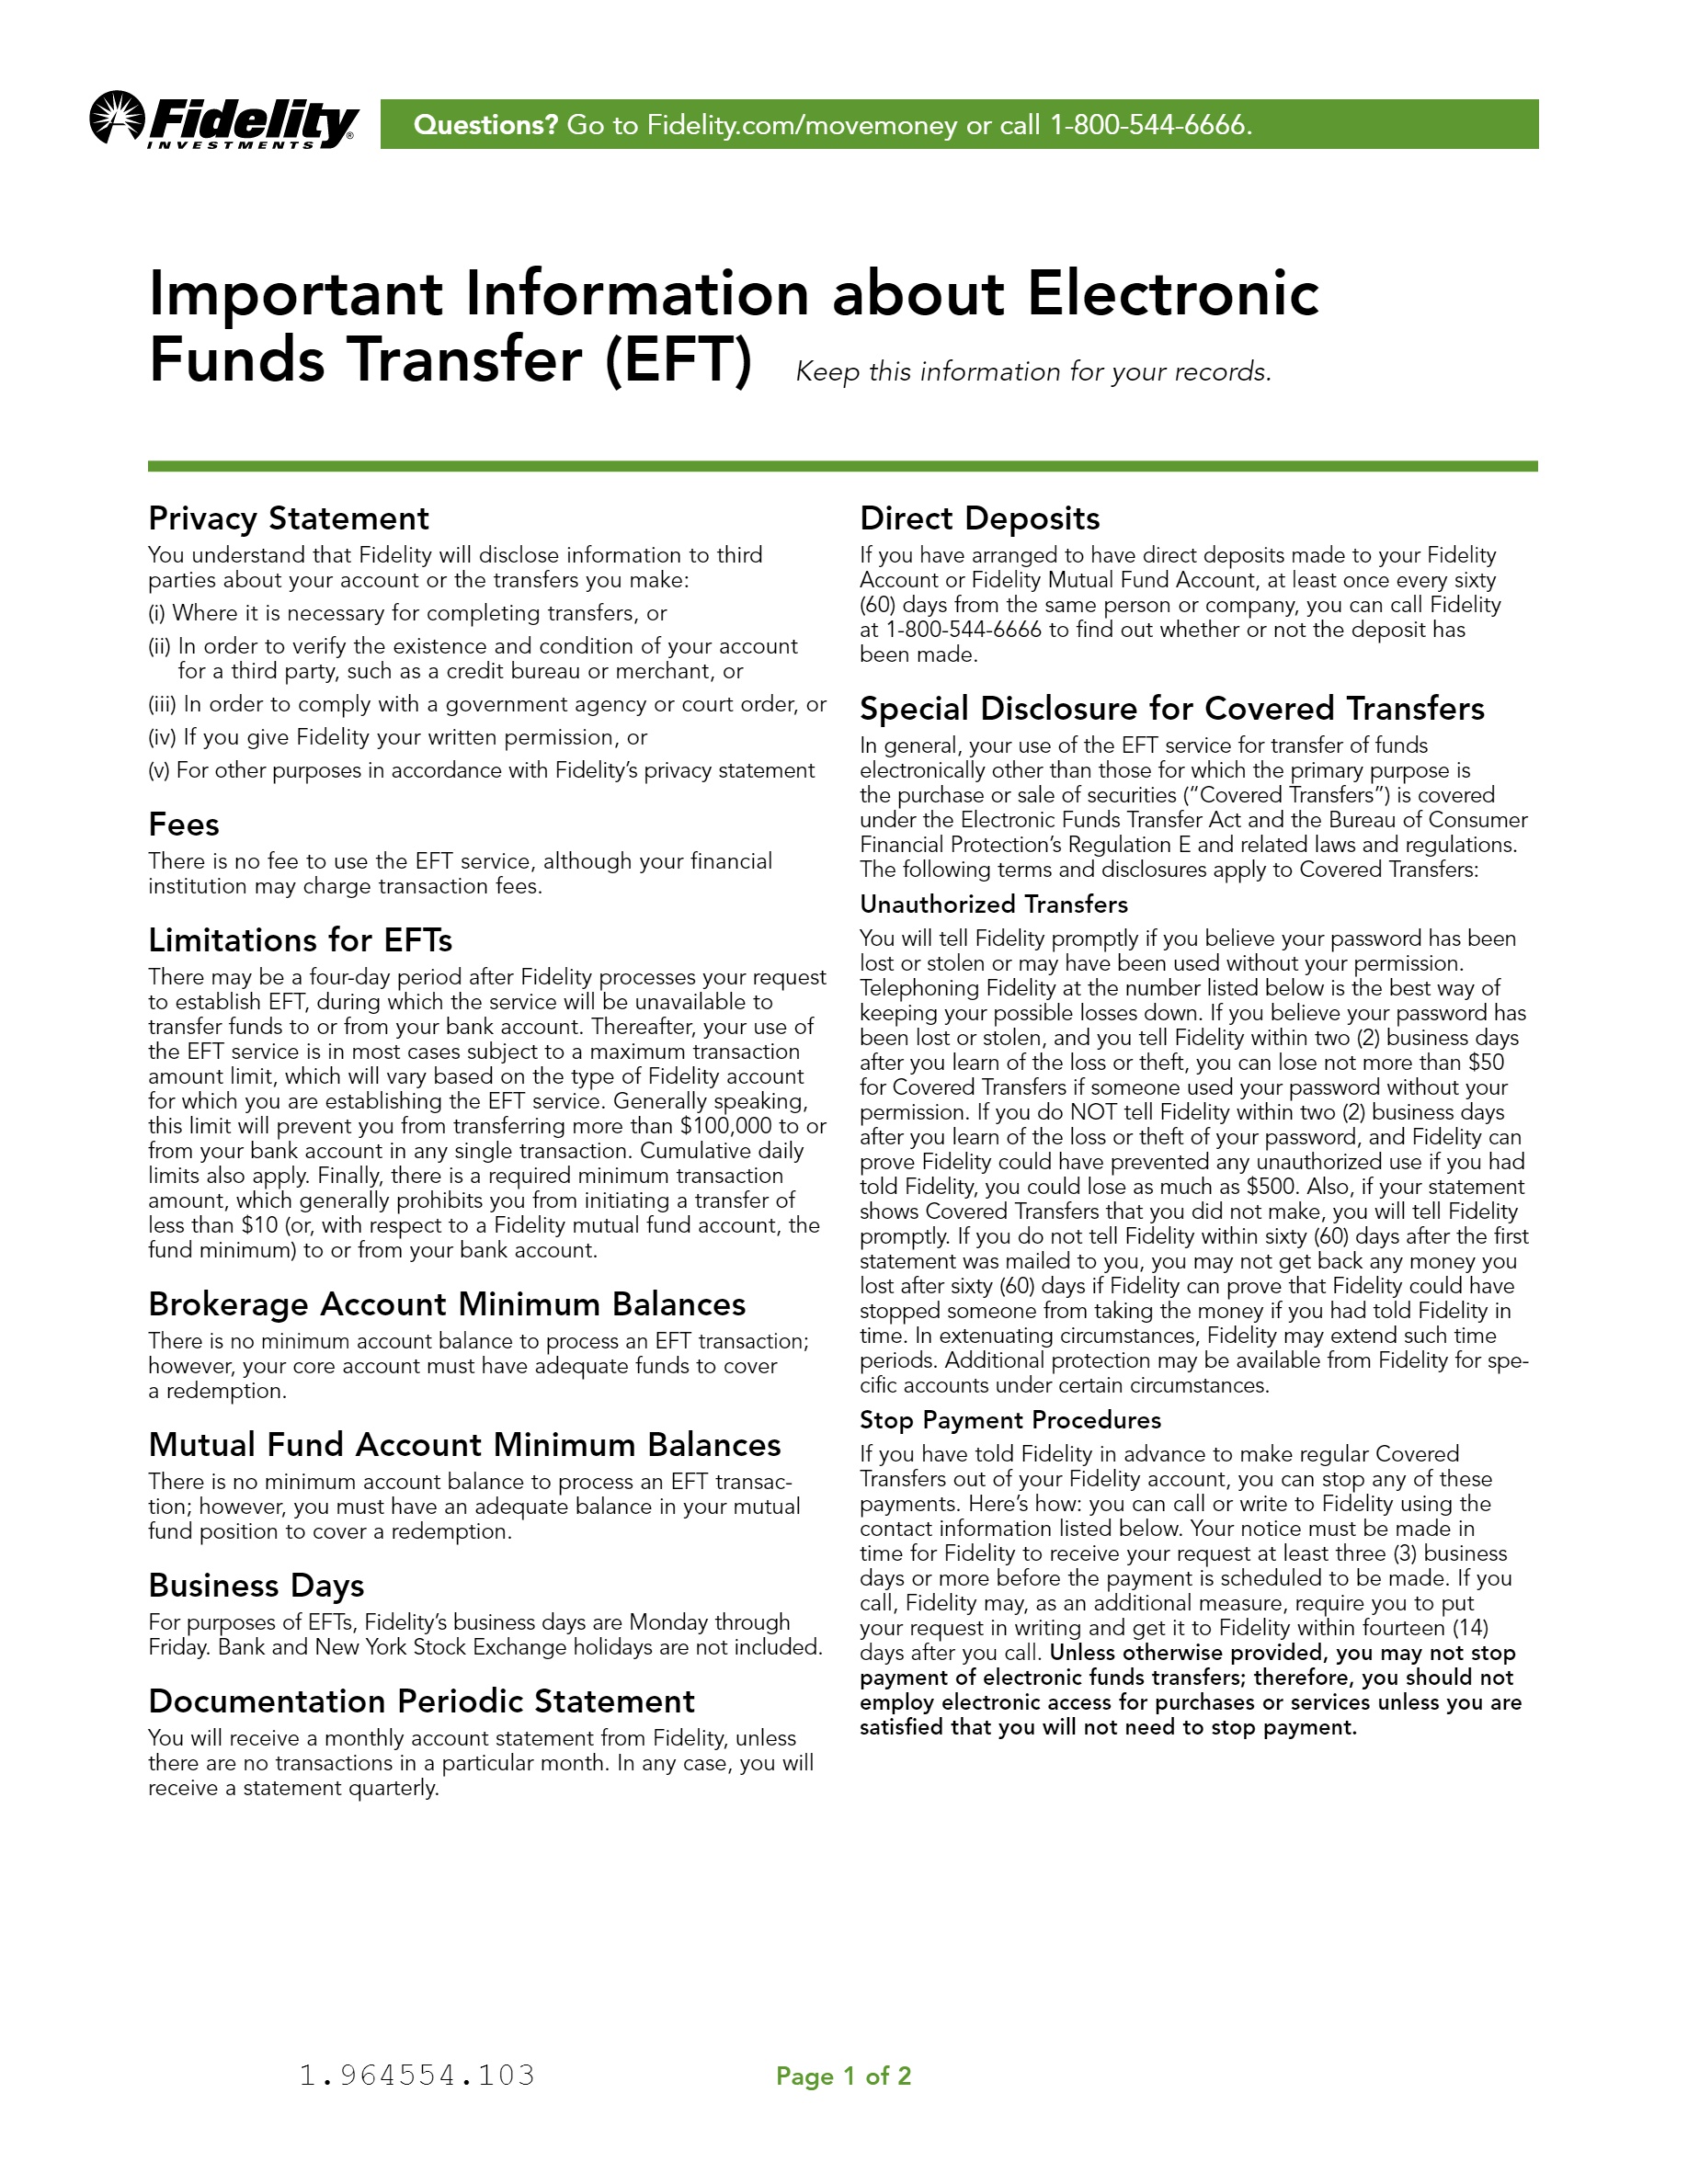 Fidelity
INVESTMENTS®
Questions? Go to Fidelity.com/movemoney or call 1-800-544-6666.
Important Information about Electronic
Funds Transfer (EFT) Keep this information for your records.
Privacy Statement
You understand that Fidelity will disclose information to third
parties about your account or the transfers you make:
(i) Where it is necessary for completing transfers, or
(ii) In order to verify the existence and condition of your account
for a third party, such as a credit bureau or merchant, or
(iii) In order to comply with a government agency or court order, or
(iv) If you give Fidelity your written permission, or
(v) For other purposes in accordance with Fidelity’s privacy statement
Fees
There is no fee to use the EFT service, although your financial
institution may charge transaction fees.
Limitations for EFTs
There may be a four-day period after Fidelity processes your request
to establish EFT, during which the service will be unavailable to
transfer funds to or from your bank account. Thereafter, your use of
the EFT service is in most cases subject to a maximum transaction
amount limit, which will vary based on the type of Fidelity account
for which you are establishing the EFT service. Generally speaking,
this limit will prevent you from transferring more than $100,000 to or
from your bank account in any single transaction. Cumulative daily
limits also apply. Finally, there is a required minimum transaction
amount, which generally prohibits you from initiating a transfer of
less than $10 (or, with respect to a Fidelity mutual fund account, the
fund minimum) to or from your bank account.
Brokerage Account Minimum Balances
There is no minimum account balance to process an EFT transaction;
however, your core account must have adequate funds to cover
a redemption.
Mutual Fund Account Minimum Balances
There is no minimum account balance to process an EFT transac-
tion; however, you must have an adequate balance in your mutual
fund position to cover a redemption.
Business Days
For purposes of EFTs, Fidelity’s business days are Monday through
Friday. Bank and New York Stock Exchange holidays are not included.
Documentation Periodic Statement
You will receive a monthly account statement from Fidelity, unless
there are no transactions in a particular month. In any case, you will
receive a statement quarterly.
Direct Deposits
If you have arranged to have direct deposits made to your Fidelity
Account or Fidelity Mutual Fund Account, at least once every sixty
(60) days from the same person or company, you can call Fidelity
at 1-800-544-6666 to find out whether or not the deposit has
been made.
Special Disclosure for Covered Transfers
In general, your use of the EFT service for transfer of funds
electronically other than those for which the primary purpose is
the purchase or sale of securities (“Covered Transfers”) is covered
under the Electronic Funds Transfer Act and the Bureau of Consumer
Financial Protection’s Regulation E and related laws and regulations.
The following terms and disclosures apply to Covered Transfers:
Unauthorized Transfers
You will tell Fidelity promptly if you believe your password has been
lost or stolen or may have been used without your permission.
Telephoning Fidelity at the number listed below is the best way of
keeping your possible losses down. If you believe your password has
been lost or stolen, and you tell Fidelity within two (2) business days
after you learn of the loss or theft, you can lose not more than $50
for Covered Transfers if someone used your password without your
permission. If you do NOT tell Fidelity within two (2) business days
after you learn of the loss or theft of your password, and Fidelity can
prove Fidelity could have prevented any unauthorized use if you had
told Fidelity, you could lose as much as $500. Also, if your statement
shows Covered Transfers that you did not make, you will tell Fidelity
promptly. If you do not tell Fidelity within sixty (60) days after the first
statement was mailed to you, you may not get back any money you
lost after sixty (60) days if Fidelity can prove that Fidelity could have
stopped someone from taking the money if you had told Fidelity in
time. In extenuating circumstances, Fidelity may extend such time
periods. Additional protection may be available from Fidelity for spe-
cific accounts under certain circumstances.
Stop Payment Procedures
If you have told Fidelity in advance to make regular Covered
Transfers out of your Fidelity account, you can stop any of these
payments. Here’s how: you can call or write to Fidelity using the
contact information listed below. Your notice must be made in
time for Fidelity to receive your request at least three (3) business
days or more before the payment is scheduled to be made. If you
call, Fidelity may, as an additional measure, require you to put
your request in writing and get it to Fidelity within fourteen (14)
days after you call. Unless otherwise provided, you may not stop
payment of electronic funds transfers; therefore, you should not
employ electronic access for purchases or services unless you are
satisfied that you will not need to stop payment.
1.964554.103
Page 1 of 2